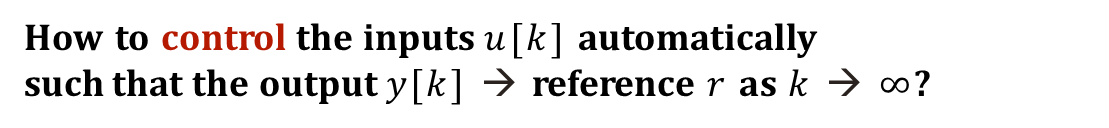 How to control the inputs u[k] automatically
such that the output y[k] → reference r as k → ∞?